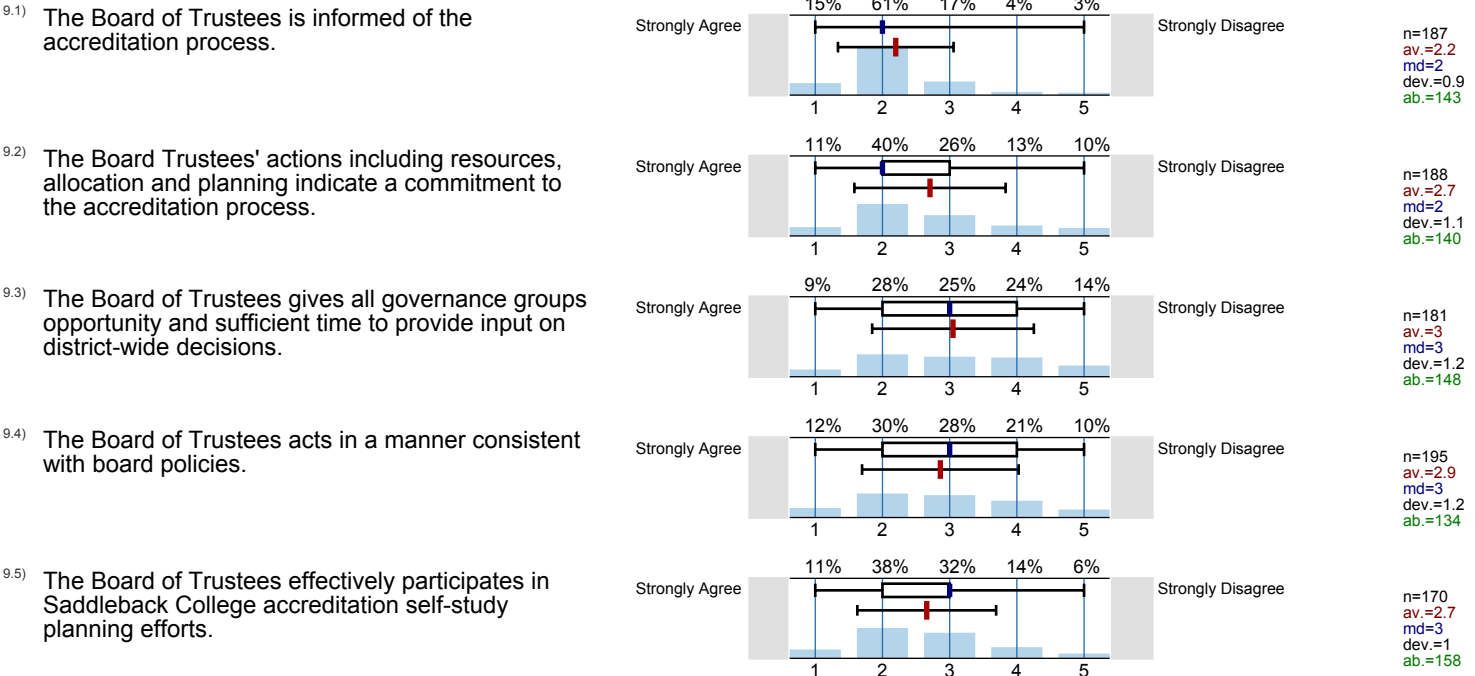 15% 61% 17% 4% 3%
9.1) The Board of Trustees is informed of the
accreditation process.
Strongly Agree Strongly Disagree
n=187
av.=2.2
md=2
dev.=0.9
ab.=143
1 2 3 4 5
11% 40% 26% 13% 10%
9.2) The Board Trustees' actions including resources,
allocation and planning indicate a commitment to
the accreditation process.
Strongly Agree Strongly Disagree
n=188
av.=2.7
md=2
dev.=1.1
ab.=140
1 2 3 4 5
9% 28% 25% 24% 14%
9.3) The Board of Trustees gives all governance groups
opportunity and sufficient time to provide input on
district-wide decisions.
Strongly Agree Strongly Disagree
n=181
av.=3
md=3
dev.=1.2
ab.=148
1 2 3 4 5
12% 30% 28% 21% 10%
9.4) The Board of Trustees acts in a manner consistent
with board policies.
Strongly Agree Strongly Disagree
n=195
av.=2.9
md=3
dev.=1.2
ab.=134
1 2 3 4 5
11% 38% 32% 14% 6%
9.5) The Board of Trustees effectively participates in
Saddleback College accreditation self-study
planning efforts.
Strongly Agree Strongly Disagree
n=170
av.=2.7
md=3
dev.=1
ab.=158
1 2 3 4 5